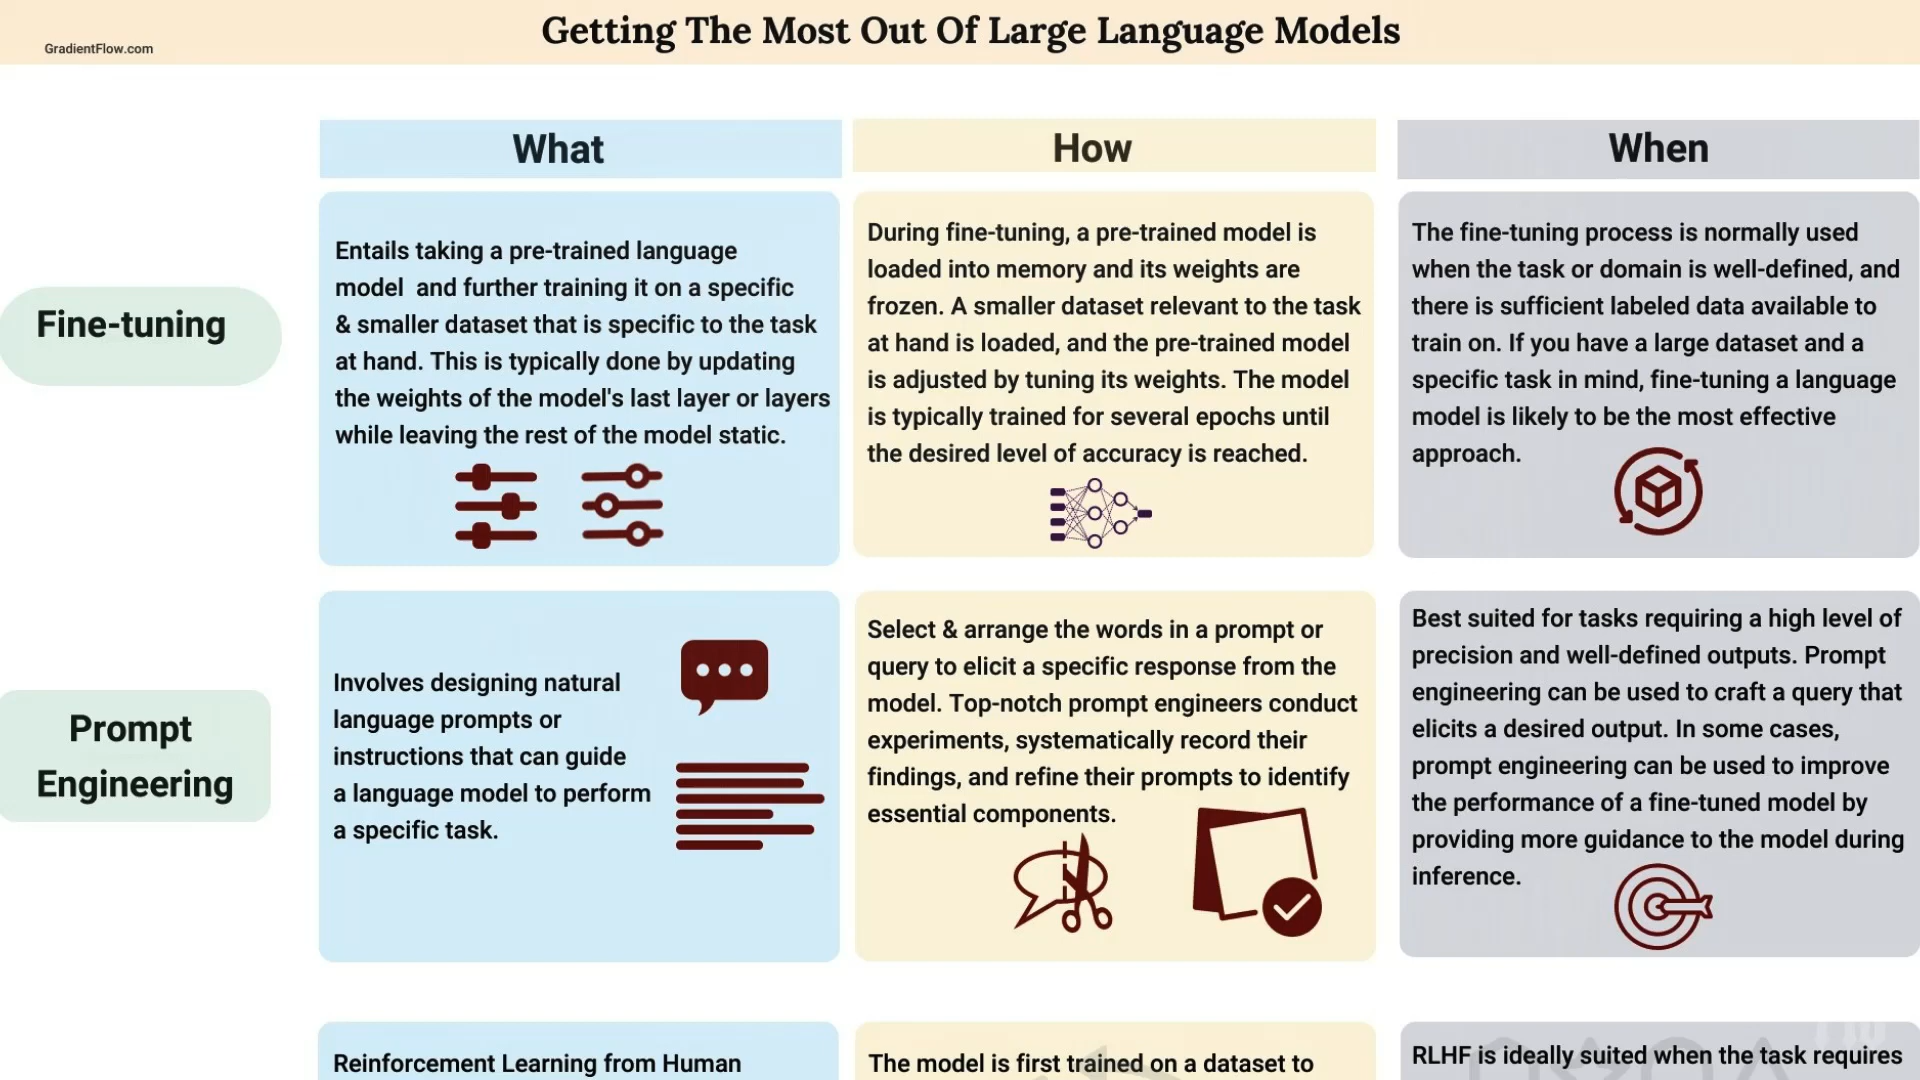 Getting The Most Out Of Large Language Models
GradientFlow.com
What
How
When
Fine-tuning
Entails taking a pre-trained language
model and further training it on a specific
& smaller dataset that is specific to the task
at hand. This is typically done by updating
the weights of the model's last layer or layers
while leaving the rest of the model static.
During fine-tuning, a pre-trained model is
loaded into memory and its weights are
frozen. A smaller dataset relevant to the task
at hand is loaded, and the pre-trained model
is adjusted by tuning its weights. The model
is typically trained for several epochs until
the desired level of accuracy is reached.
The fine-tuning process is normally used
when the task or domain is well-defined, and
there is sufficient labeled data available to
train on. If you have a large dataset and a
specific task in mind, fine-tuning a language
model is likely to be the most effective
approach.
Prompt
Engineering
Involves designing natural
language prompts or
instructions that can guide
a language model to perform
a specific task.
Select & arrange the words in a prompt or
query to elicit a specific response from the
model. Top-notch prompt engineers conduct
experiments, systematically record their
findings, and refine their prompts to identify
essential components.
Best suited for tasks requiring a high level of
precision and well-defined outputs. Prompt
engineering can be used to craft a query that
elicits a desired output. In some cases,
prompt engineering can be used to improve
the performance of a fine-tuned model by
providing more guidance to the model during
inference.
Reinforcement Learning from Human
The model is first trained on a dataset to
RLHF is ideally suited when the task requires